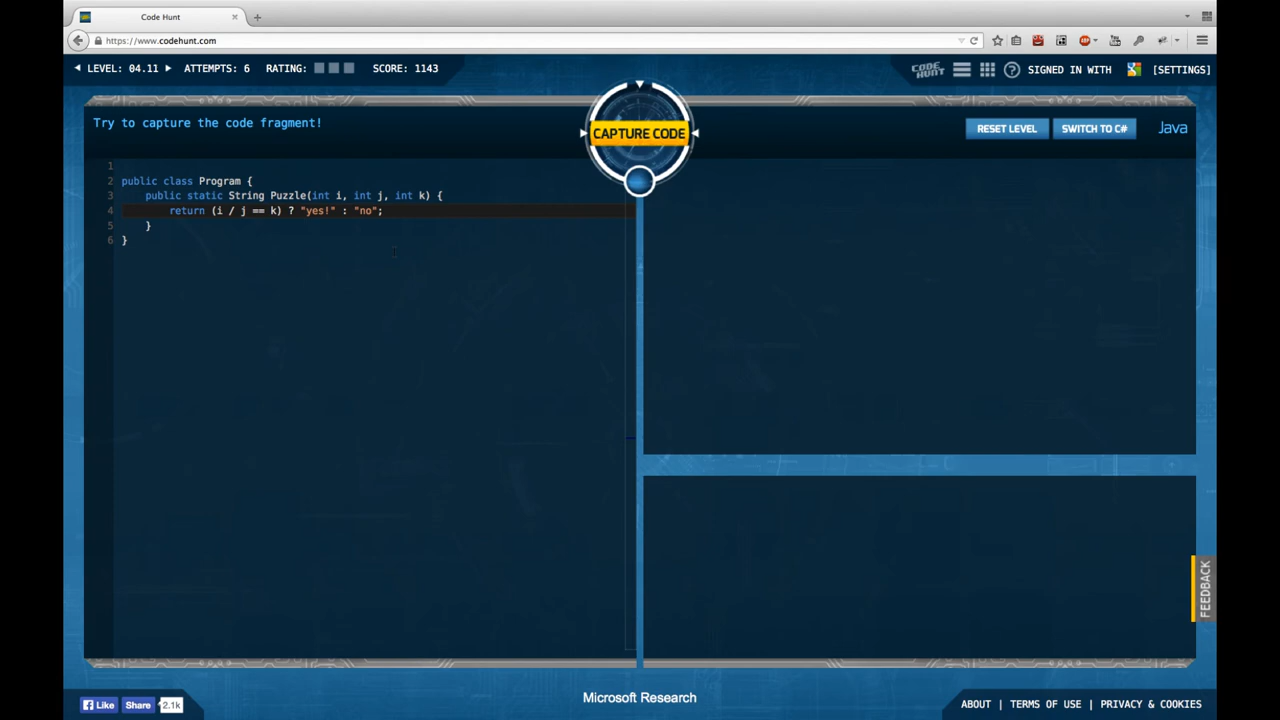 Code Hunt
https://www.codehunt.com
LEVEL: 04.11 ATTEMPTS: 6 RATING: SCORE: 1143
CODE HUNT
SIGNED IN WITH [SETTINGS]
Try to capture the code fragment!
CAPTURE CODE
RESET LEVEL SWITCH TO C# Java
1
2 public class Program {
3 public static String Puzzle(int i, int j, int k) {
4 return (i / j == k) ? "yes!" : "no";
5 }
6 }
FEEDBACK
Like Share 2.1k
Microsoft Research
ABOUT | TERMS OF USE | PRIVACY & COOKIES